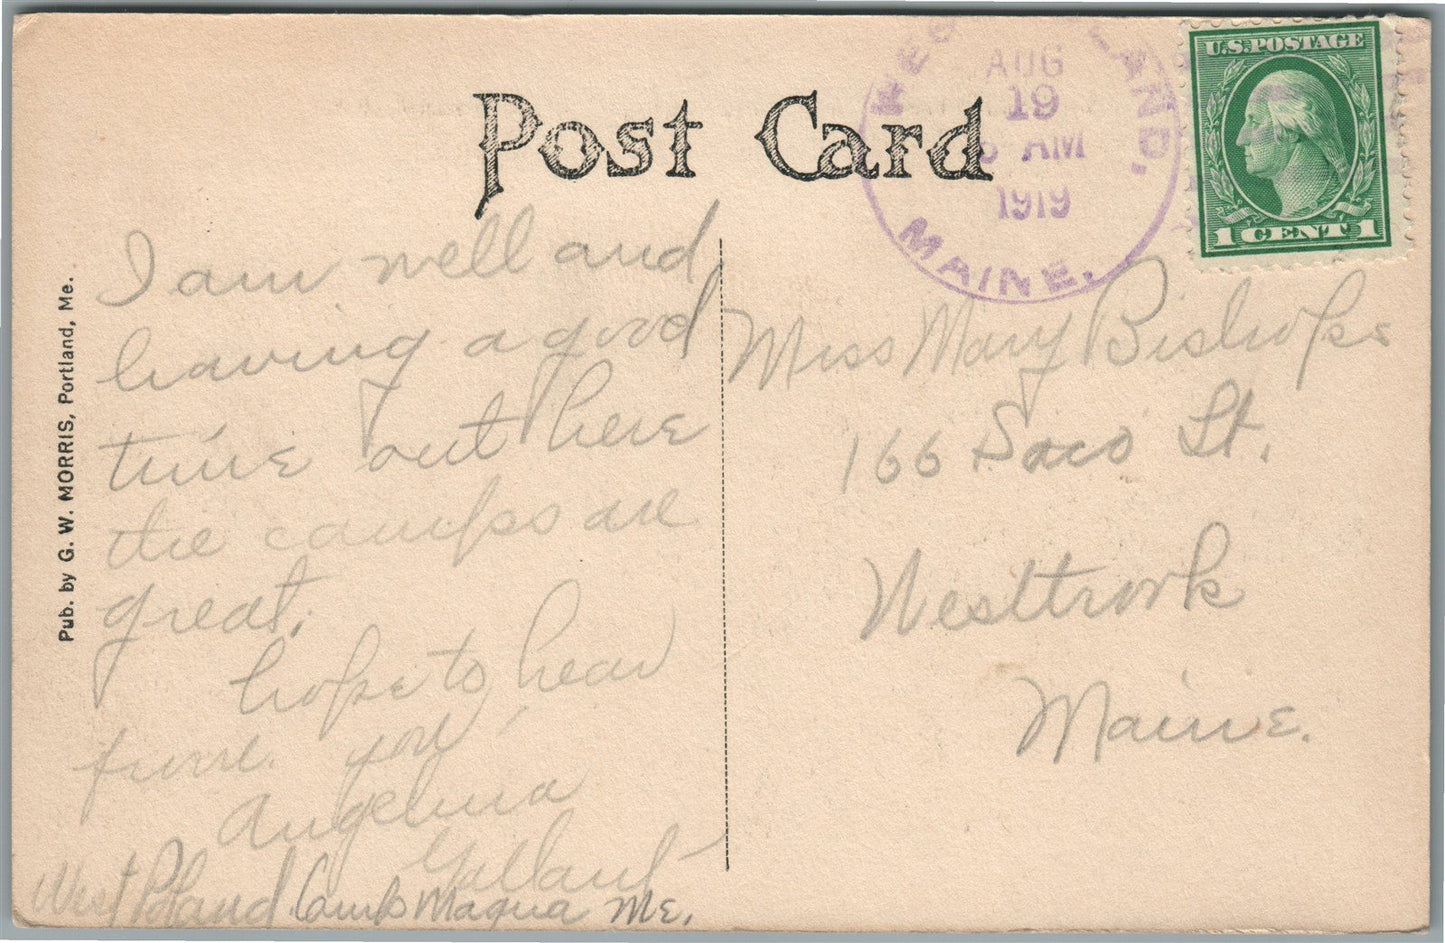 Post Card
WEST LAND,
AUG
19
AM
1919
MAINE.
U.S. POSTAGE
1 CENT 1
Pub. by G. W. MORRIS, Portland, Me.
I am well and
having a good
time out here
the camps are
great.
hope to hear
from you
Angelina
Gallant
West Poland Camp Maqua Me.
Miss Mary Bishop
166 Saco St.
Westbrook
Maine.